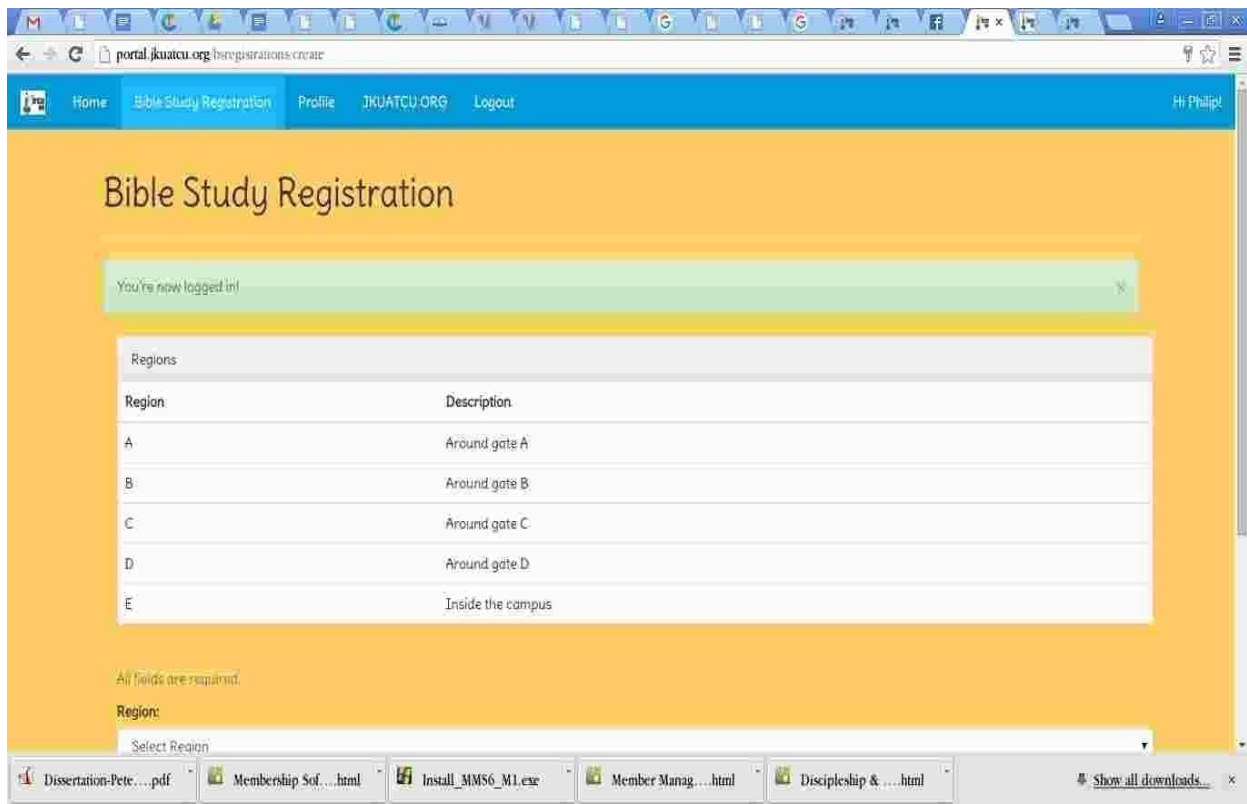 portal.jkuatcu.org/bsregistrations/create
Home Bible Study Registration Profile JKUATCU.ORG Logout Hi Philip!
Bible Study Registration
You're now logged in!
Regions
Region Description
A Around gate A
B Around gate B
C Around gate C
D Around gate D
E Inside the campus
All fields are required.
Region:
Select Region
Dissertation-Pete....pdf Membership Sof....html Install_MMS6_M1.exe Member Manag....html Discipleship & ....html Show all downloads...